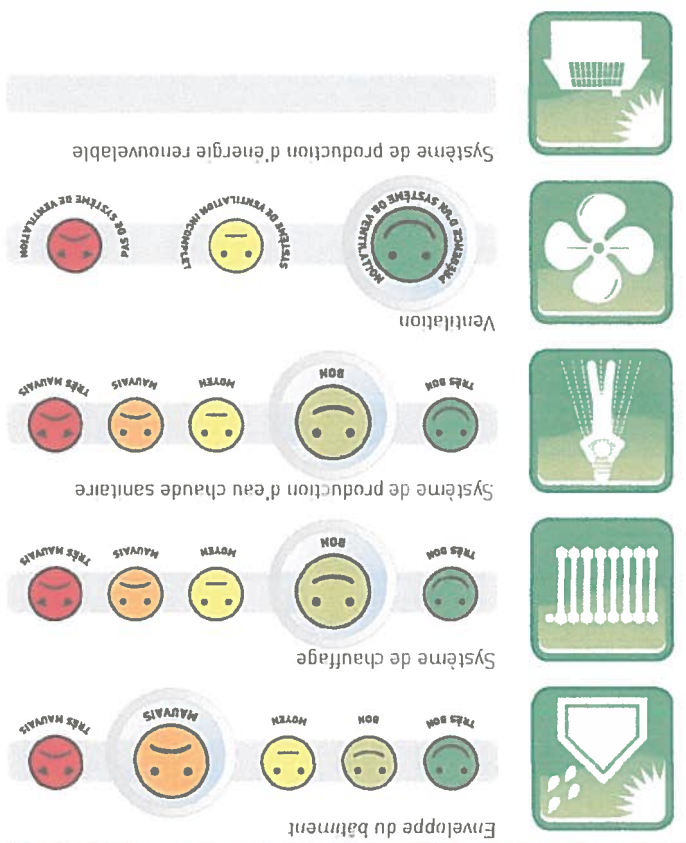 Enveloppe du bâtiment
TRÈS BON BON MOYEN MAUVAIS TRÈS MAUVAIS
Système de chauffage
TRÈS BON BON MOYEN MAUVAIS TRÈS MAUVAIS
Système de production d'eau chaude sanitaire
TRÈS BON BON MOYEN MAUVAIS TRÈS MAUVAIS
Ventilation
PRÉSENCE D'UN SYSTÈME DE VENTILATION SYSTÈME DE VENTILATION INCOMPLET PAS DE SYSTÈME DE VENTILATION
Système de production d'énergie renouvelable